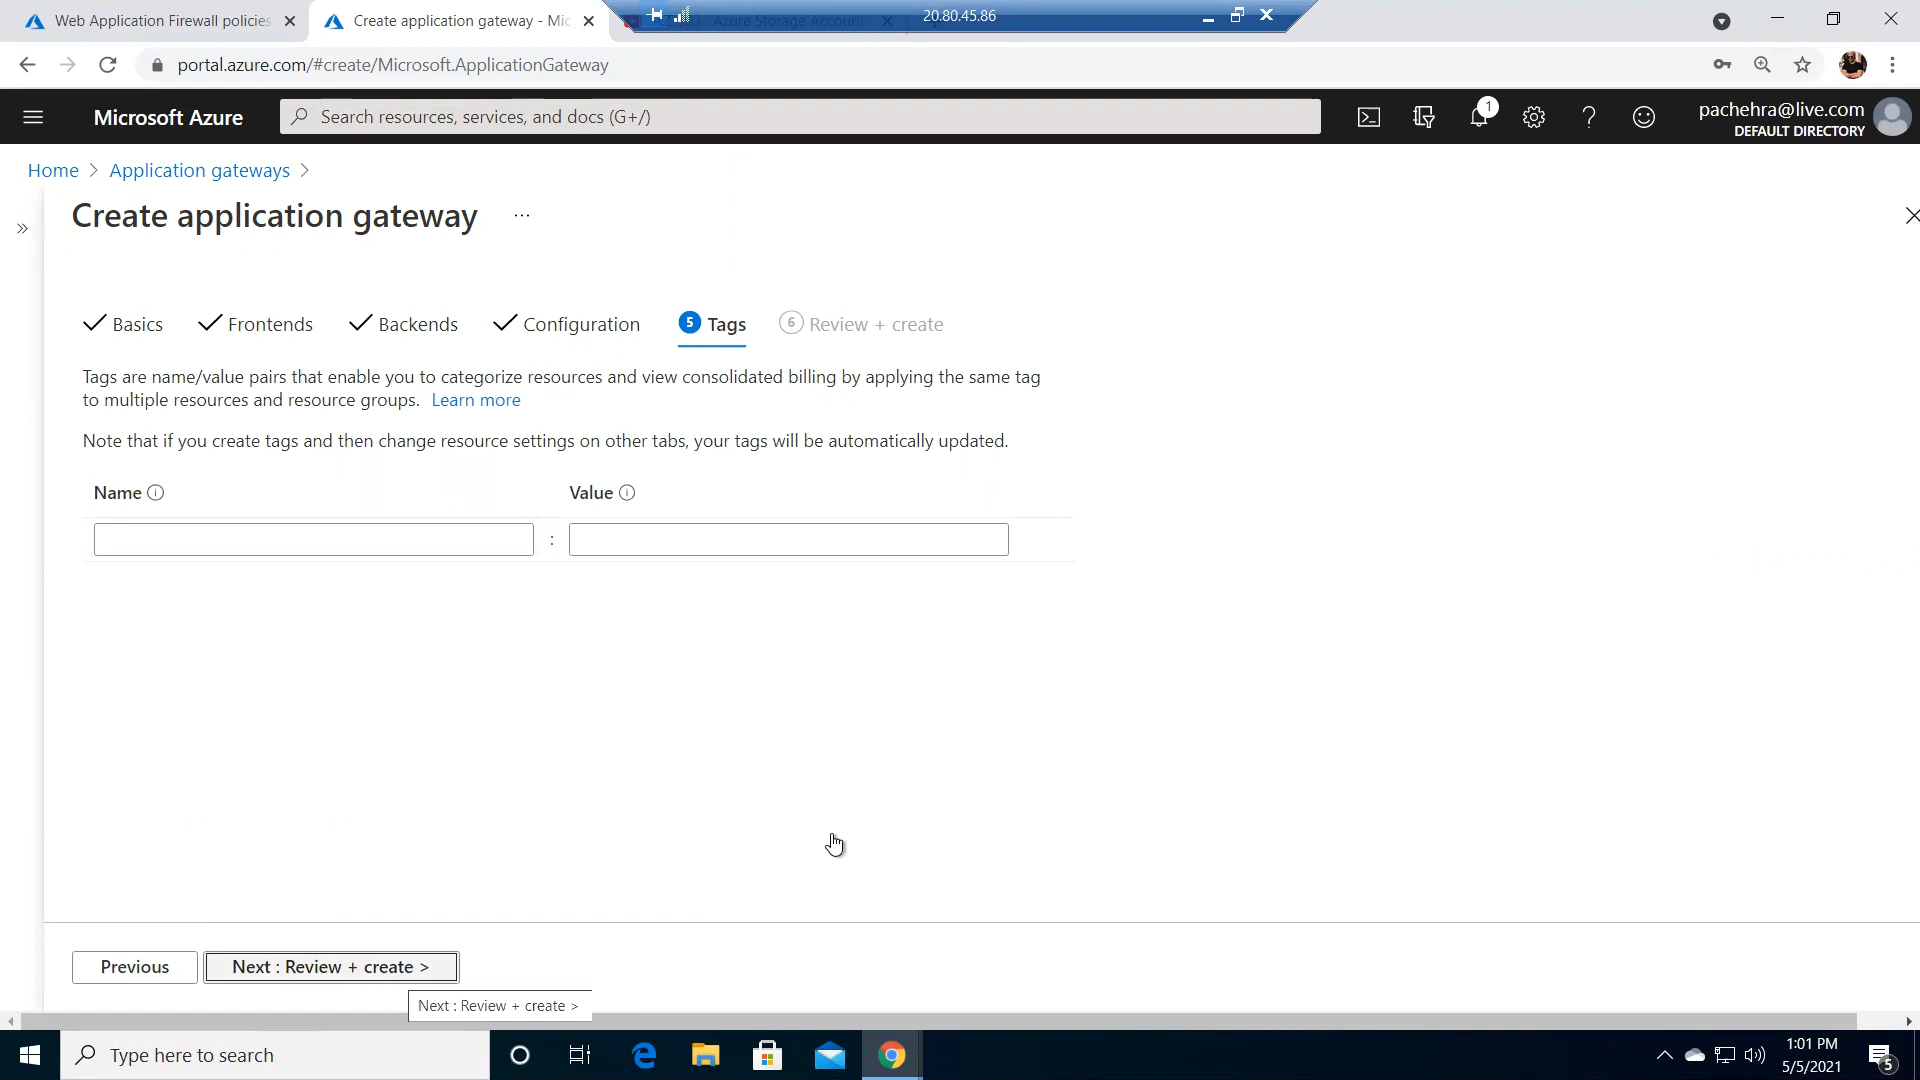 Web Application Firewall policies
Create application gateway - Mic
Azure Storage Account
20.80.45.86
portal.azure.com/#create/Microsoft.ApplicationGateway
Microsoft Azure
Search resources, services, and docs (G+/)
1
pachehra@live.com
DEFAULT DIRECTORY
Home > Application gateways >
Create application gateway ...
Basics
Frontends
Backends
Configuration
5 Tags
6 Review + create
Tags are name/value pairs that enable you to categorize resources and view consolidated billing by applying the same tag
to multiple resources and resource groups. Learn more
Note that if you create tags and then change resource settings on other tabs, your tags will be automatically updated.
Name
Value
:
Previous
Next : Review + create >
Next : Review + create >
Type here to search
1:01 PM
5/5/2021
5